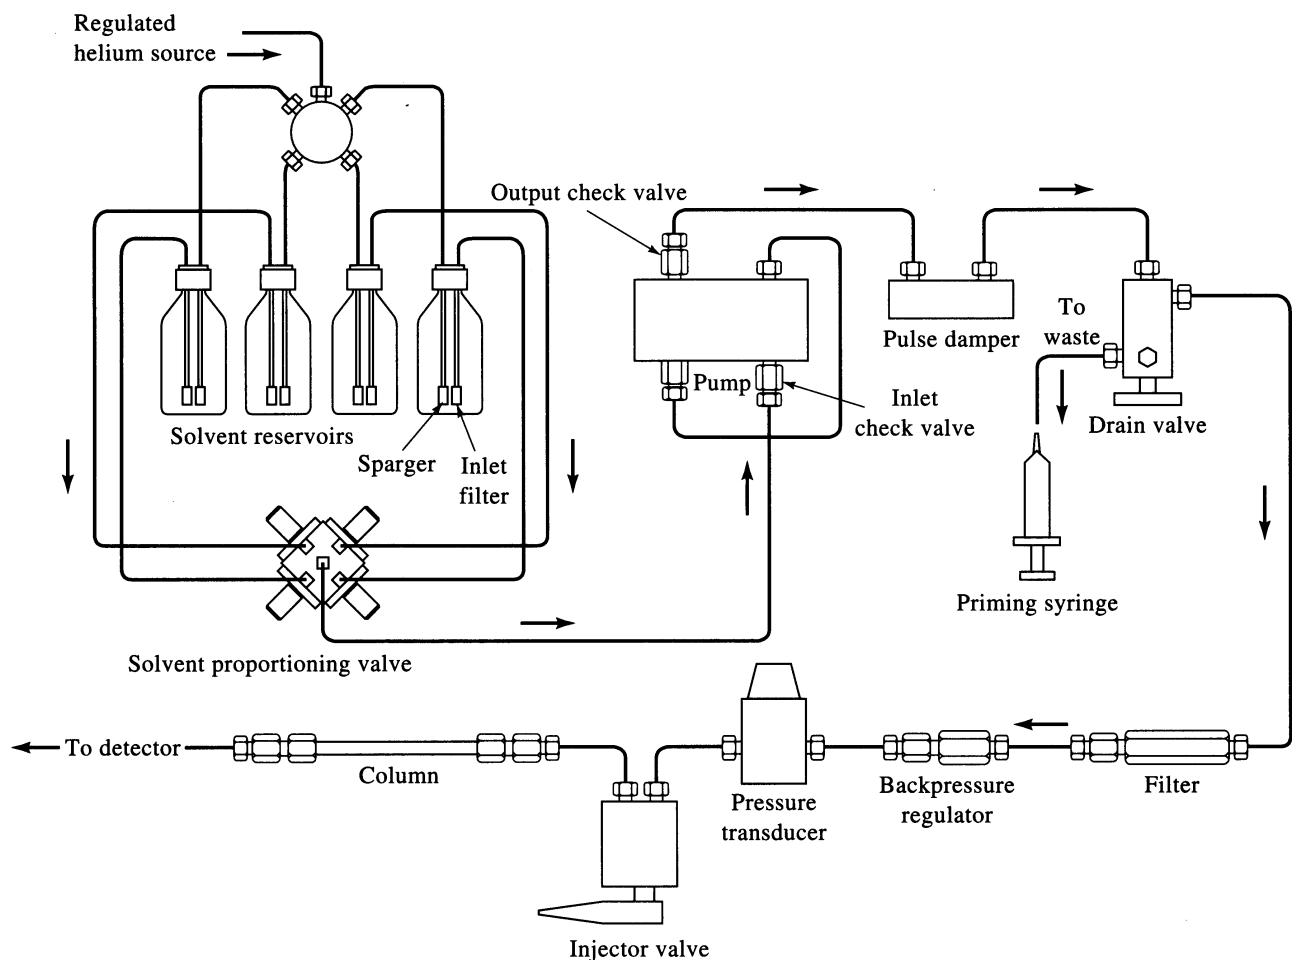 Regulated
helium source
Output check valve
To
waste
Pulse damper
Pump
Inlet
check valve
Drain valve
Solvent reservoirs
Sparger
Inlet
filter
Priming syringe
Solvent proportioning valve
To detector
Column
Pressure
transducer
Backpressure
regulator
Filter
Injector valve